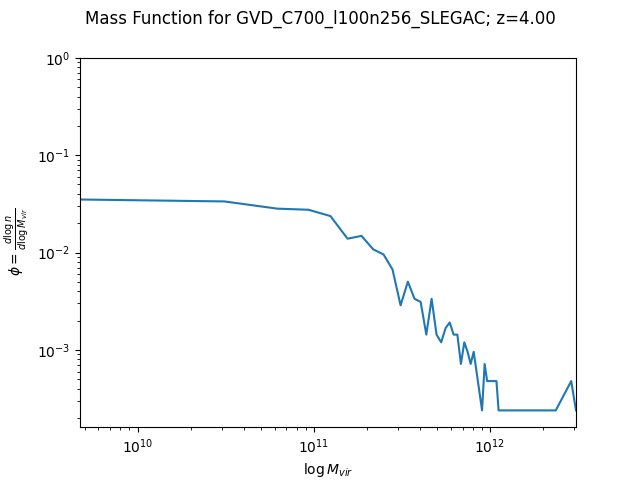 Mass Function for GVD_C700_l100n256_SLEGAC; z=4.00
10^0
10^-1
10^-2
10^-3
ϕ = d log n / d log M_vir
10^10 10^11 10^12
log M_vir